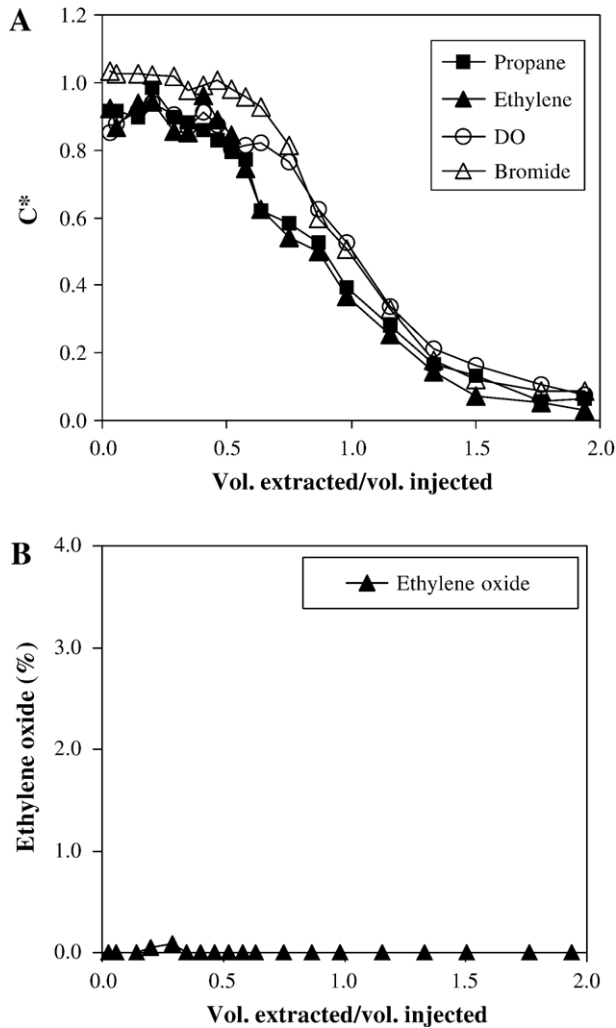 A
1.2
1.0
0.8
0.6
0.4
0.2
0.0
C*
Propane
Ethylene
DO
Bromide
0.0 0.5 1.0 1.5 2.0
Vol. extracted/vol. injected
B
4.0
3.0
2.0
1.0
0.0
Ethylene oxide (%)
Ethylene oxide
0.0 0.5 1.0 1.5 2.0
Vol. extracted/vol. injected